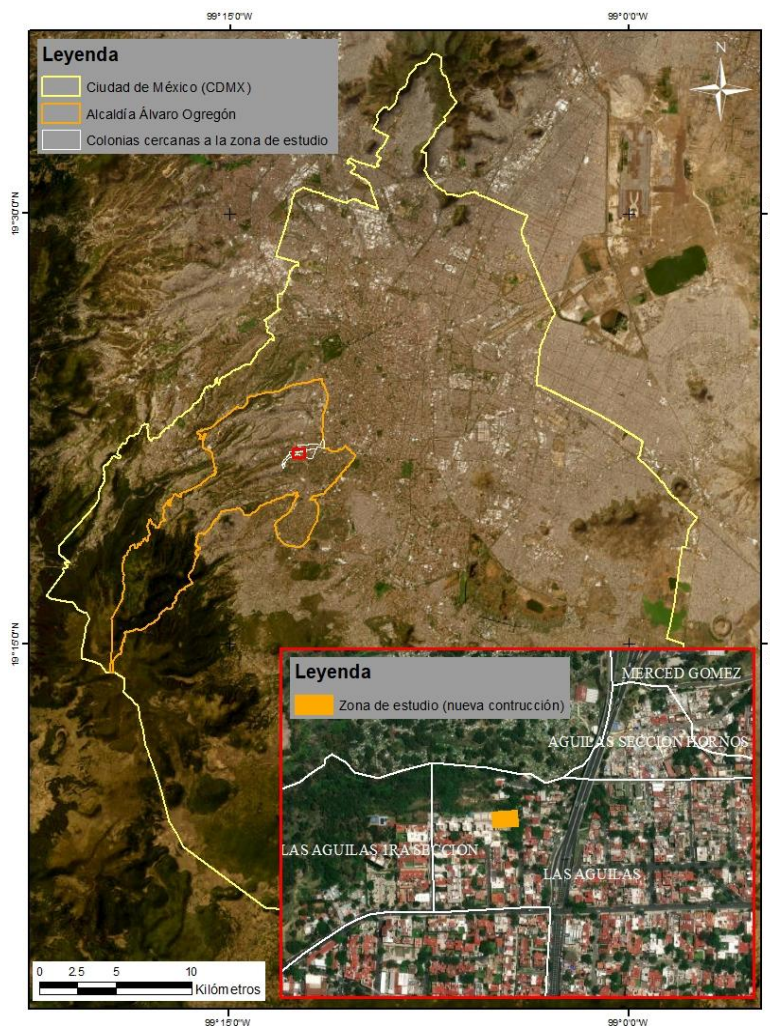 99°15'0"W
99°0'0"W
Leyenda
Ciudad de México (CDMX)
Alcaldía Álvaro Ogregón
Colonias cercanas a la zona de estudio
N
19°30'0"N
19°15'0"N
Leyenda
Zona de estudio (nueva contrucción)
MERCED GOMEZ
AGUILAS SECCION HORNOS
LAS AGUILAS 1RA SECCION
LAS AGUILAS
0 2.5 5 10
Kilómetros
99°15'0"W
99°0'0"W